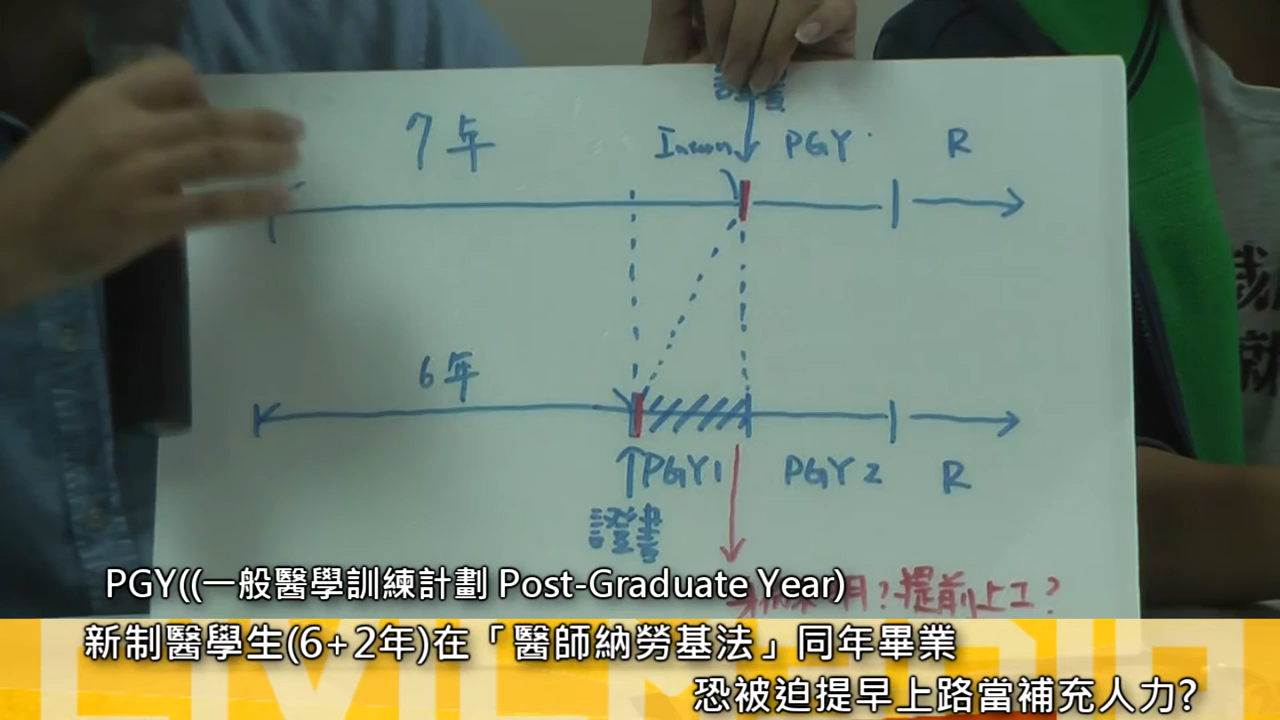 7年
證書
Intern PGY R
6年
PGY1 PGY2 R
證書
月?提前上工?
PGY((一般醫學訓練計劃 Post-Graduate Year)
新制醫學生(6+2年)在「醫師納勞基法」同年畢業
恐被迫提早上路當補充人力?